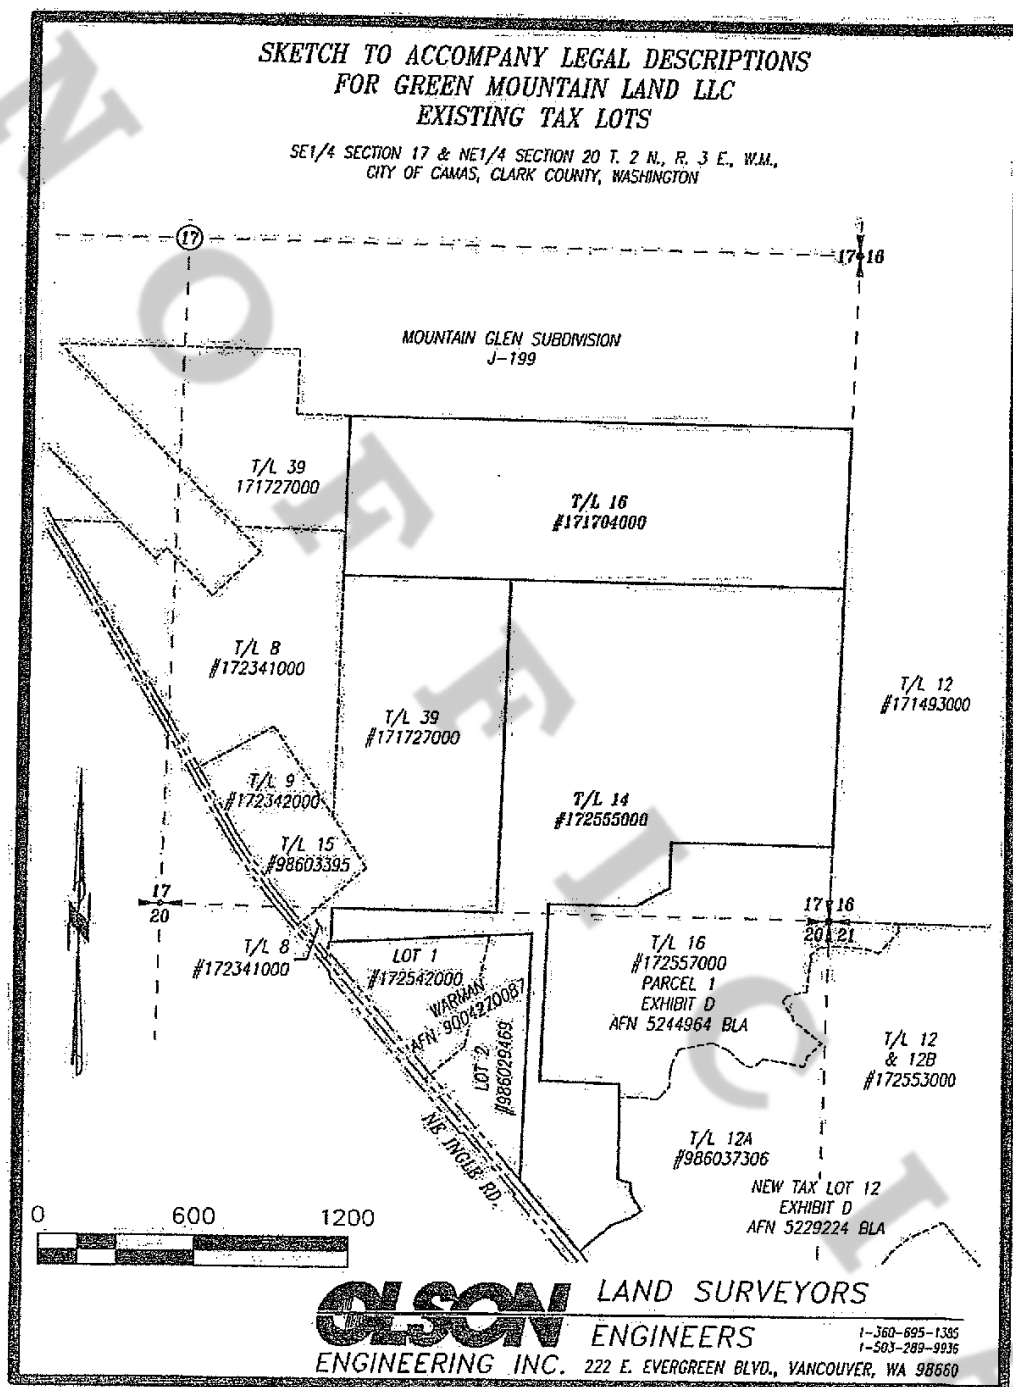 SKETCH TO ACCOMPANY LEGAL DESCRIPTIONS
FOR GREEN MOUNTAIN LAND LLC
EXISTING TAX LOTS
SE1/4 SECTION 17 & NE1/4 SECTION 20 T. 2 N., R. 3 E., W.M.,
CITY OF CAMAS, CLARK COUNTY, WASHINGTON
17
17 16
MOUNTAIN GLEN SUBDIVISION
J-199
T/L 39
171727000
T/L 16
#171704000
T/L 8
#172341000
T/L 39
#171727000
T/L 12
#171493000
T/L 9
#172342000
T/L 14
#172555000
T/L 15
#98603395
17
20
17 16
20 21
T/L 8
#172341000
LOT 1
#172542000
WARMAN
AFN 9004270087
LOT 2
#986029469
T/L 16
#172557000
PARCEL 1
EXHIBIT D
AFN 5244964 BLA
T/L 12
& 12B
#172553000
T/L 12A
#986037306
NE INGLE RD.
NEW TAX LOT 12
EXHIBIT D
AFN 5229224 BLA
0 600 1200
OLSON
ENGINEERING INC.
LAND SURVEYORS
ENGINEERS
1-360-695-1385
1-503-289-9936
222 E. EVERGREEN BLVD., VANCOUVER, WA 98660
N O F F I C I